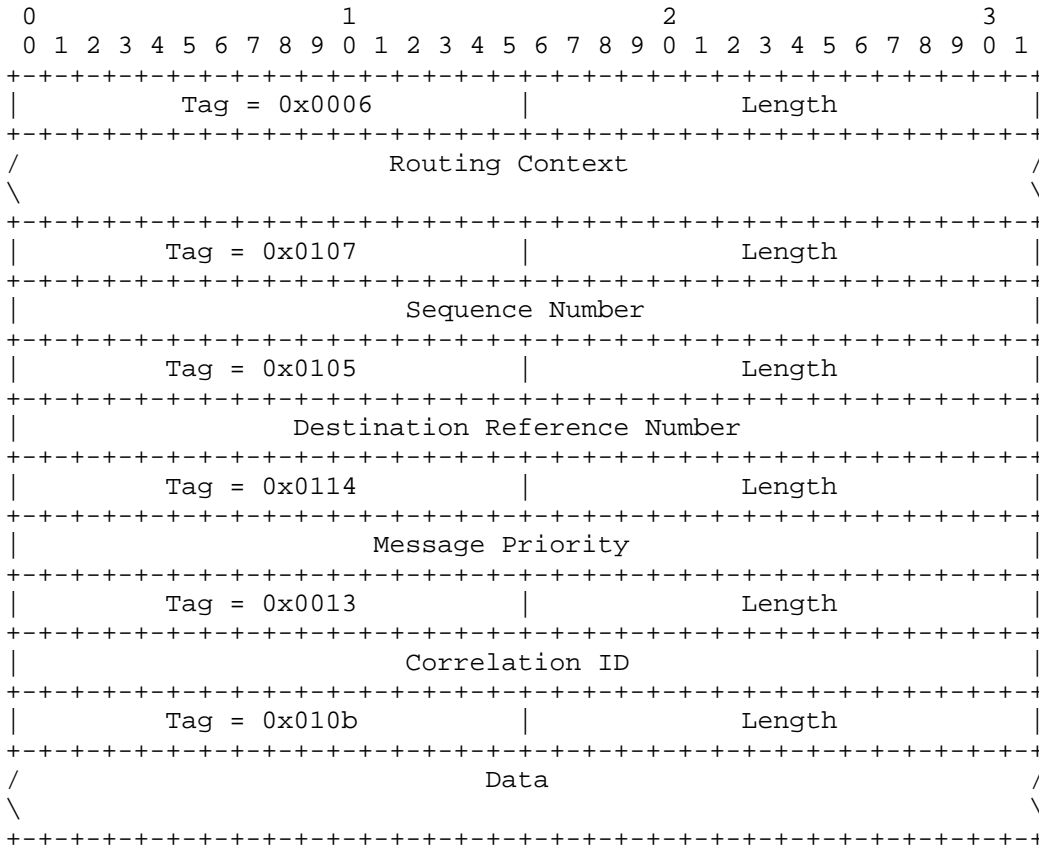 0                   1                   2                   3
 0 1 2 3 4 5 6 7 8 9 0 1 2 3 4 5 6 7 8 9 0 1 2 3 4 5 6 7 8 9 0 1
+-+-+-+-+-+-+-+-+-+-+-+-+-+-+-+-+-+-+-+-+-+-+-+-+-+-+-+-+-+-+-+-+
|          Tag = 0x0006         |             Length            |
+-+-+-+-+-+-+-+-+-+-+-+-+-+-+-+-+-+-+-+-+-+-+-+-+-+-+-+-+-+-+-+-+
/                       Routing Context                         /
\                                                               \
+-+-+-+-+-+-+-+-+-+-+-+-+-+-+-+-+-+-+-+-+-+-+-+-+-+-+-+-+-+-+-+-+
|         Tag = 0x0107          |             Length            |
+-+-+-+-+-+-+-+-+-+-+-+-+-+-+-+-+-+-+-+-+-+-+-+-+-+-+-+-+-+-+-+-+
|                        Sequence Number                        |
+-+-+-+-+-+-+-+-+-+-+-+-+-+-+-+-+-+-+-+-+-+-+-+-+-+-+-+-+-+-+-+-+
|         Tag = 0x0105          |             Length            |
+-+-+-+-+-+-+-+-+-+-+-+-+-+-+-+-+-+-+-+-+-+-+-+-+-+-+-+-+-+-+-+-+
|                 Destination Reference Number                  |
+-+-+-+-+-+-+-+-+-+-+-+-+-+-+-+-+-+-+-+-+-+-+-+-+-+-+-+-+-+-+-+-+
|         Tag = 0x0114          |             Length            |
+-+-+-+-+-+-+-+-+-+-+-+-+-+-+-+-+-+-+-+-+-+-+-+-+-+-+-+-+-+-+-+-+
|                      Message Priority                         |
+-+-+-+-+-+-+-+-+-+-+-+-+-+-+-+-+-+-+-+-+-+-+-+-+-+-+-+-+-+-+-+-+
|         Tag = 0x0013          |             Length            |
+-+-+-+-+-+-+-+-+-+-+-+-+-+-+-+-+-+-+-+-+-+-+-+-+-+-+-+-+-+-+-+-+
|                        Correlation ID                         |
+-+-+-+-+-+-+-+-+-+-+-+-+-+-+-+-+-+-+-+-+-+-+-+-+-+-+-+-+-+-+-+-+
|         Tag = 0x010b          |             Length            |
+-+-+-+-+-+-+-+-+-+-+-+-+-+-+-+-+-+-+-+-+-+-+-+-+-+-+-+-+-+-+-+-+
/                             Data                              /
\                                                               \
+-+-+-+-+-+-+-+-+-+-+-+-+-+-+-+-+-+-+-+-+-+-+-+-+-+-+-+-+-+-+-+-+